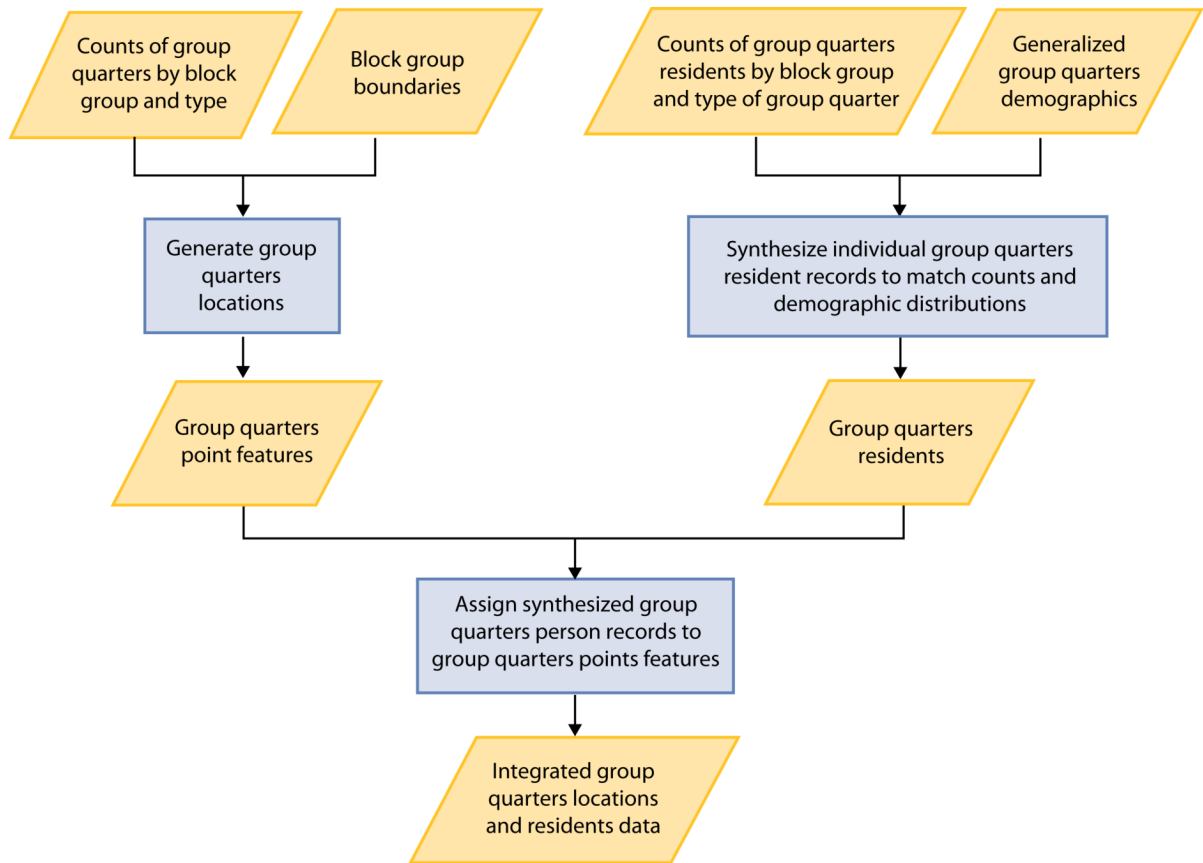 Counts of group
quarters by block
group and type
Block group
boundaries
Counts of group quarters
residents by block group
and type of group quarter
Generalized
group quarters
demographics
Generate group
quarters
locations
Synthesize individual group quarters
resident records to match counts and
demographic distributions
Group quarters
point features
Group quarters
residents
Assign synthesized group
quarters person records to
group quarters points features
Integrated group
quarters locations
and residents data